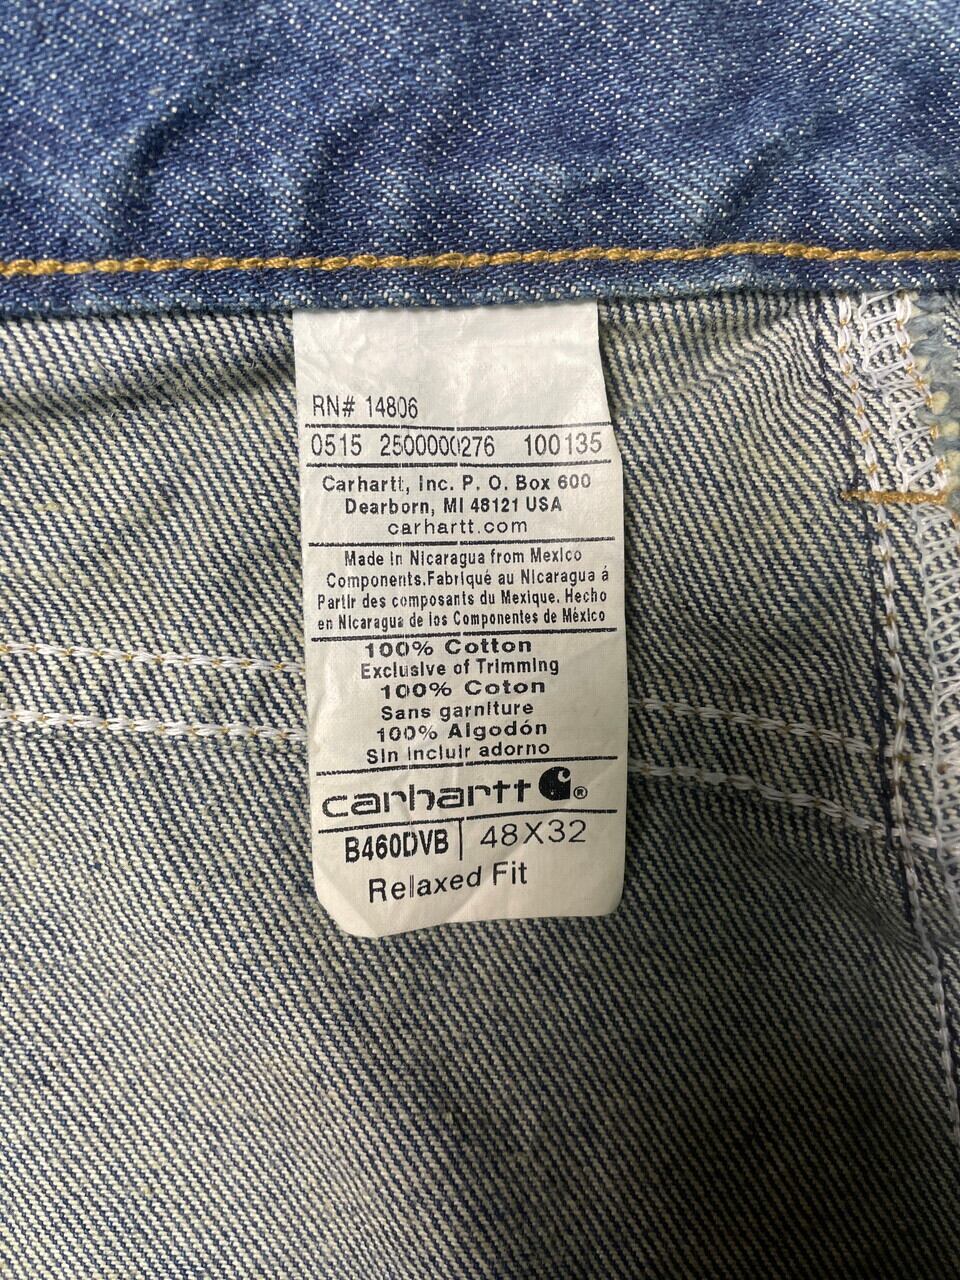 RN# 14806
0515 2500000276 100135
Carhartt, Inc. P. O. Box 600
Dearborn, MI 48121 USA
carhartt.com
Made in Nicaragua from Mexico
Components.Fabriqué au Nicaragua á
Partir des composants du Mexique. Hecho
en Nicaragua de los Componentes de México
100% Cotton
Exclusive of Trimming
100% Coton
Sans garniture
100% Algodón
Sin incluir adorno
carhartt ®
B460DVB 48X32
Relaxed Fit